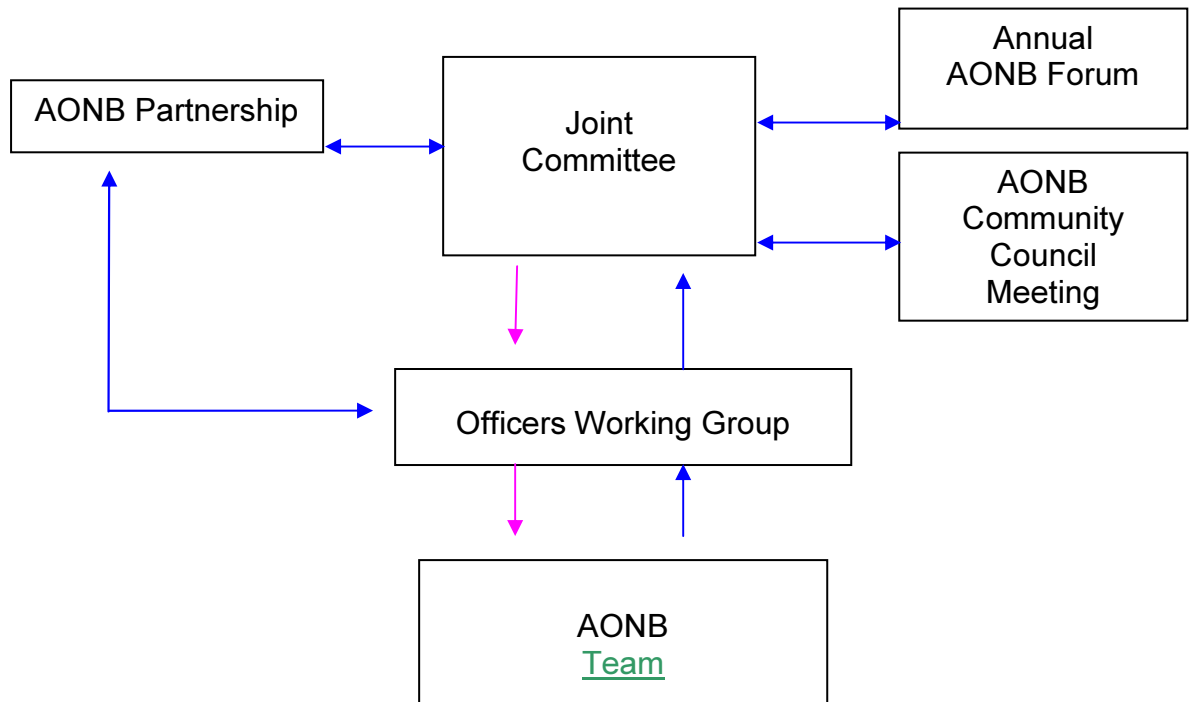 AONB Partnership
Joint
Committee
Annual
AONB Forum
AONB
Community
Council
Meeting
Officers Working Group
AONB
Team